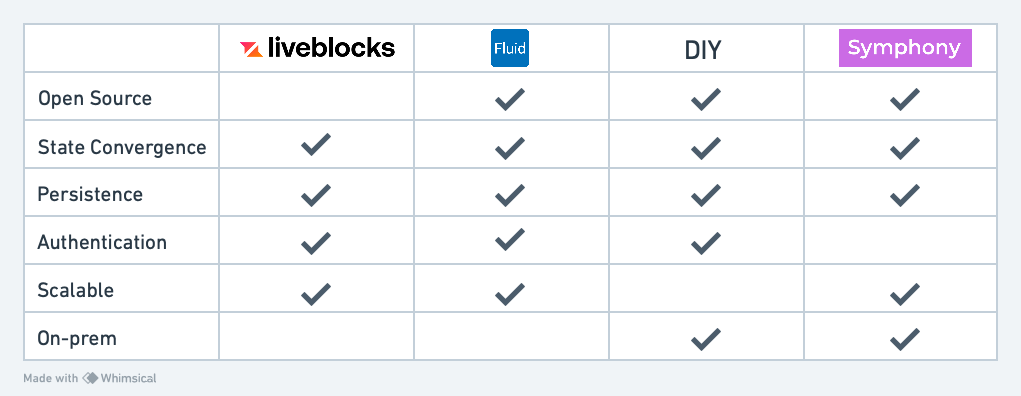 liveblocks Fluid DIY Symphony
Open Source
State Convergence
Persistence
Authentication
Scalable
On-prem
Made with Whimsical